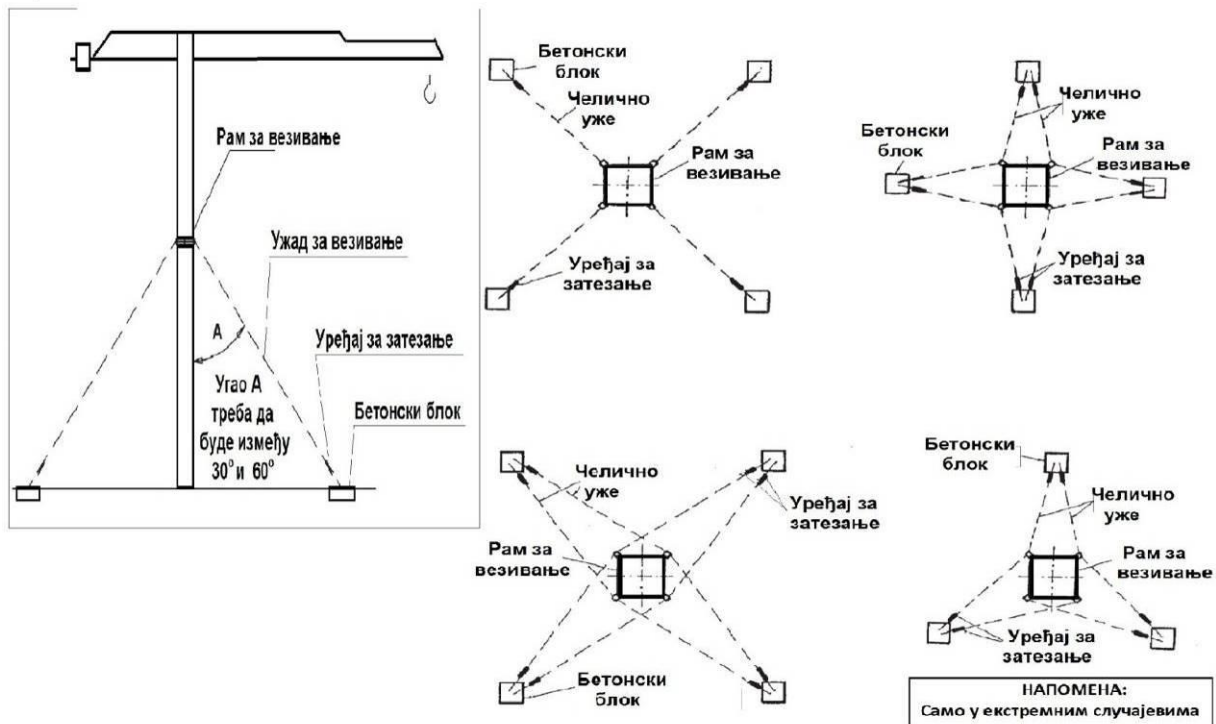 Рам за везивање
Ужад за везивање
А
Уређај за затезање
Угао А
треба да
буде између
30° и 60°
Бетонски блок
Бетонски
блок
Челично
уже
Рам за
везивање
Уређај за
затезање
Челично
уже
Бетонски
блок
Рам за
везивање
Уређај за
затезање
Челично
уже
Уређај за
затезање
Рам за
везивање
Бетонски
блок
Бетонски
блок
Челично
уже
Рам за
везивање
Уређај за
затезање
НАПОМЕНА:
Само у екстремним случајевима